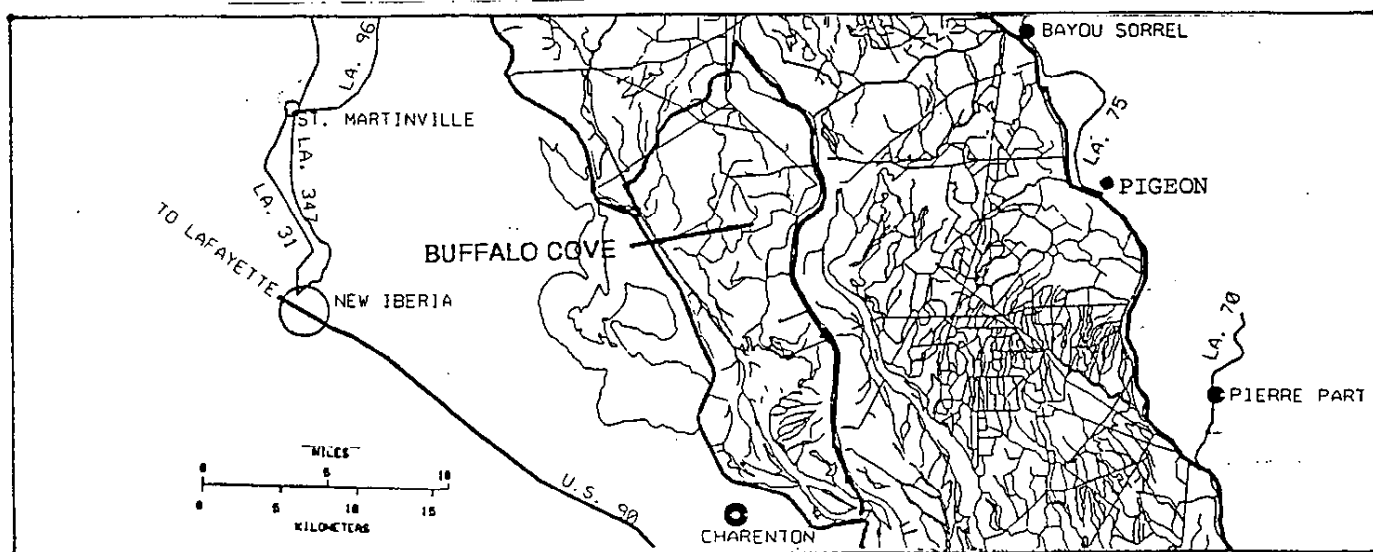 LA. 96
BAYOU SORREL
ST. MARTINVILLE
LA. 347
LA. 31
LA. 75
PIGEON
TO LAFAYETTE
BUFFALO COVE
NEW IBERIA
LA. 70
PIERRE PART
MILES
0 5 10
0 5 10 15
KILOMETERS
U.S. 90
CHARENTON